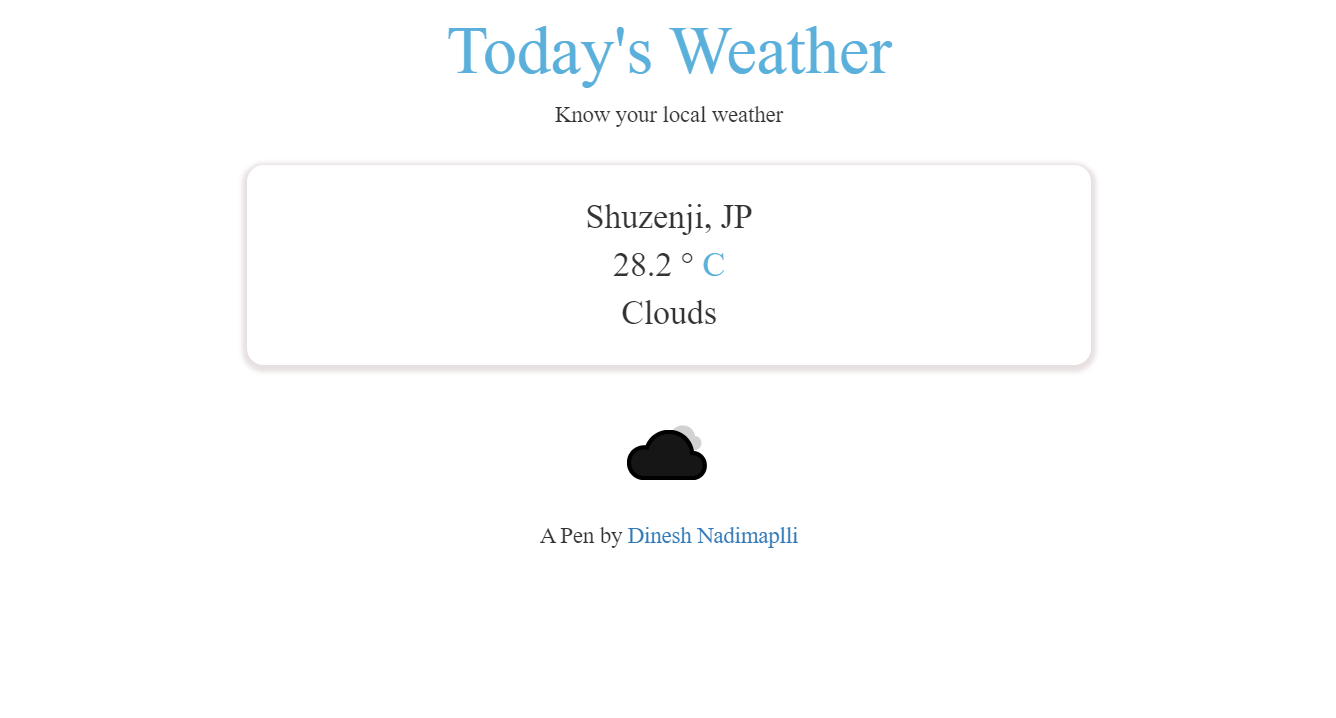 Today's Weather
Know your local weather
Shuzenji, JP
28.2 ° C
Clouds
A Pen by Dinesh Nadimaplli